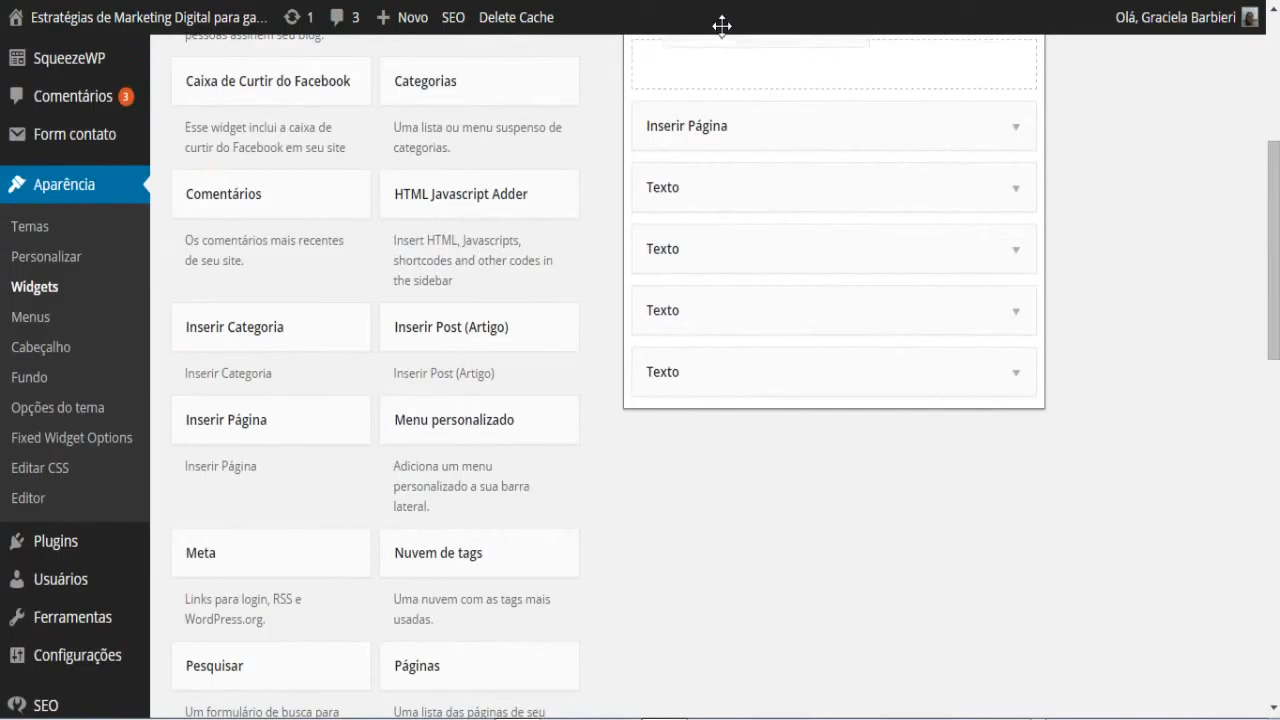 Estratégias de Marketing Digital para ga... 1 3 Novo SEO Delete Cache Olá, Graciela Barbieri
SqueezeWP
Comentários 3
Form contato
Aparência
Temas
Personalizar
Widgets
Menus
Cabeçalho
Fundo
Opções do tema
Fixed Widget Options
Editar CSS
Editor
Plugins
Usuários
Ferramentas
Configurações
SEO
pessoas assinem seu blog.
Caixa de Curtir do Facebook
Esse widget inclui a caixa de
curtir do Facebook em seu site
Categorias
Uma lista ou menu suspenso de
categorias.
Comentários
Os comentários mais recentes
de seu site.
HTML Javascript Adder
Insert HTML, Javascripts,
shortcodes and other codes in
the sidebar
Inserir Categoria
Inserir Categoria
Inserir Post (Artigo)
Inserir Post (Artigo)
Inserir Página
Inserir Página
Menu personalizado
Adiciona um menu
personalizado a sua barra
lateral.
Meta
Links para login, RSS e
WordPress.org.
Nuvem de tags
Uma nuvem com as tags mais
usadas.
Pesquisar
Um formulário de busca para
Páginas
Uma lista das páginas de seu
Inserir Página
Texto
Texto
Texto
Texto